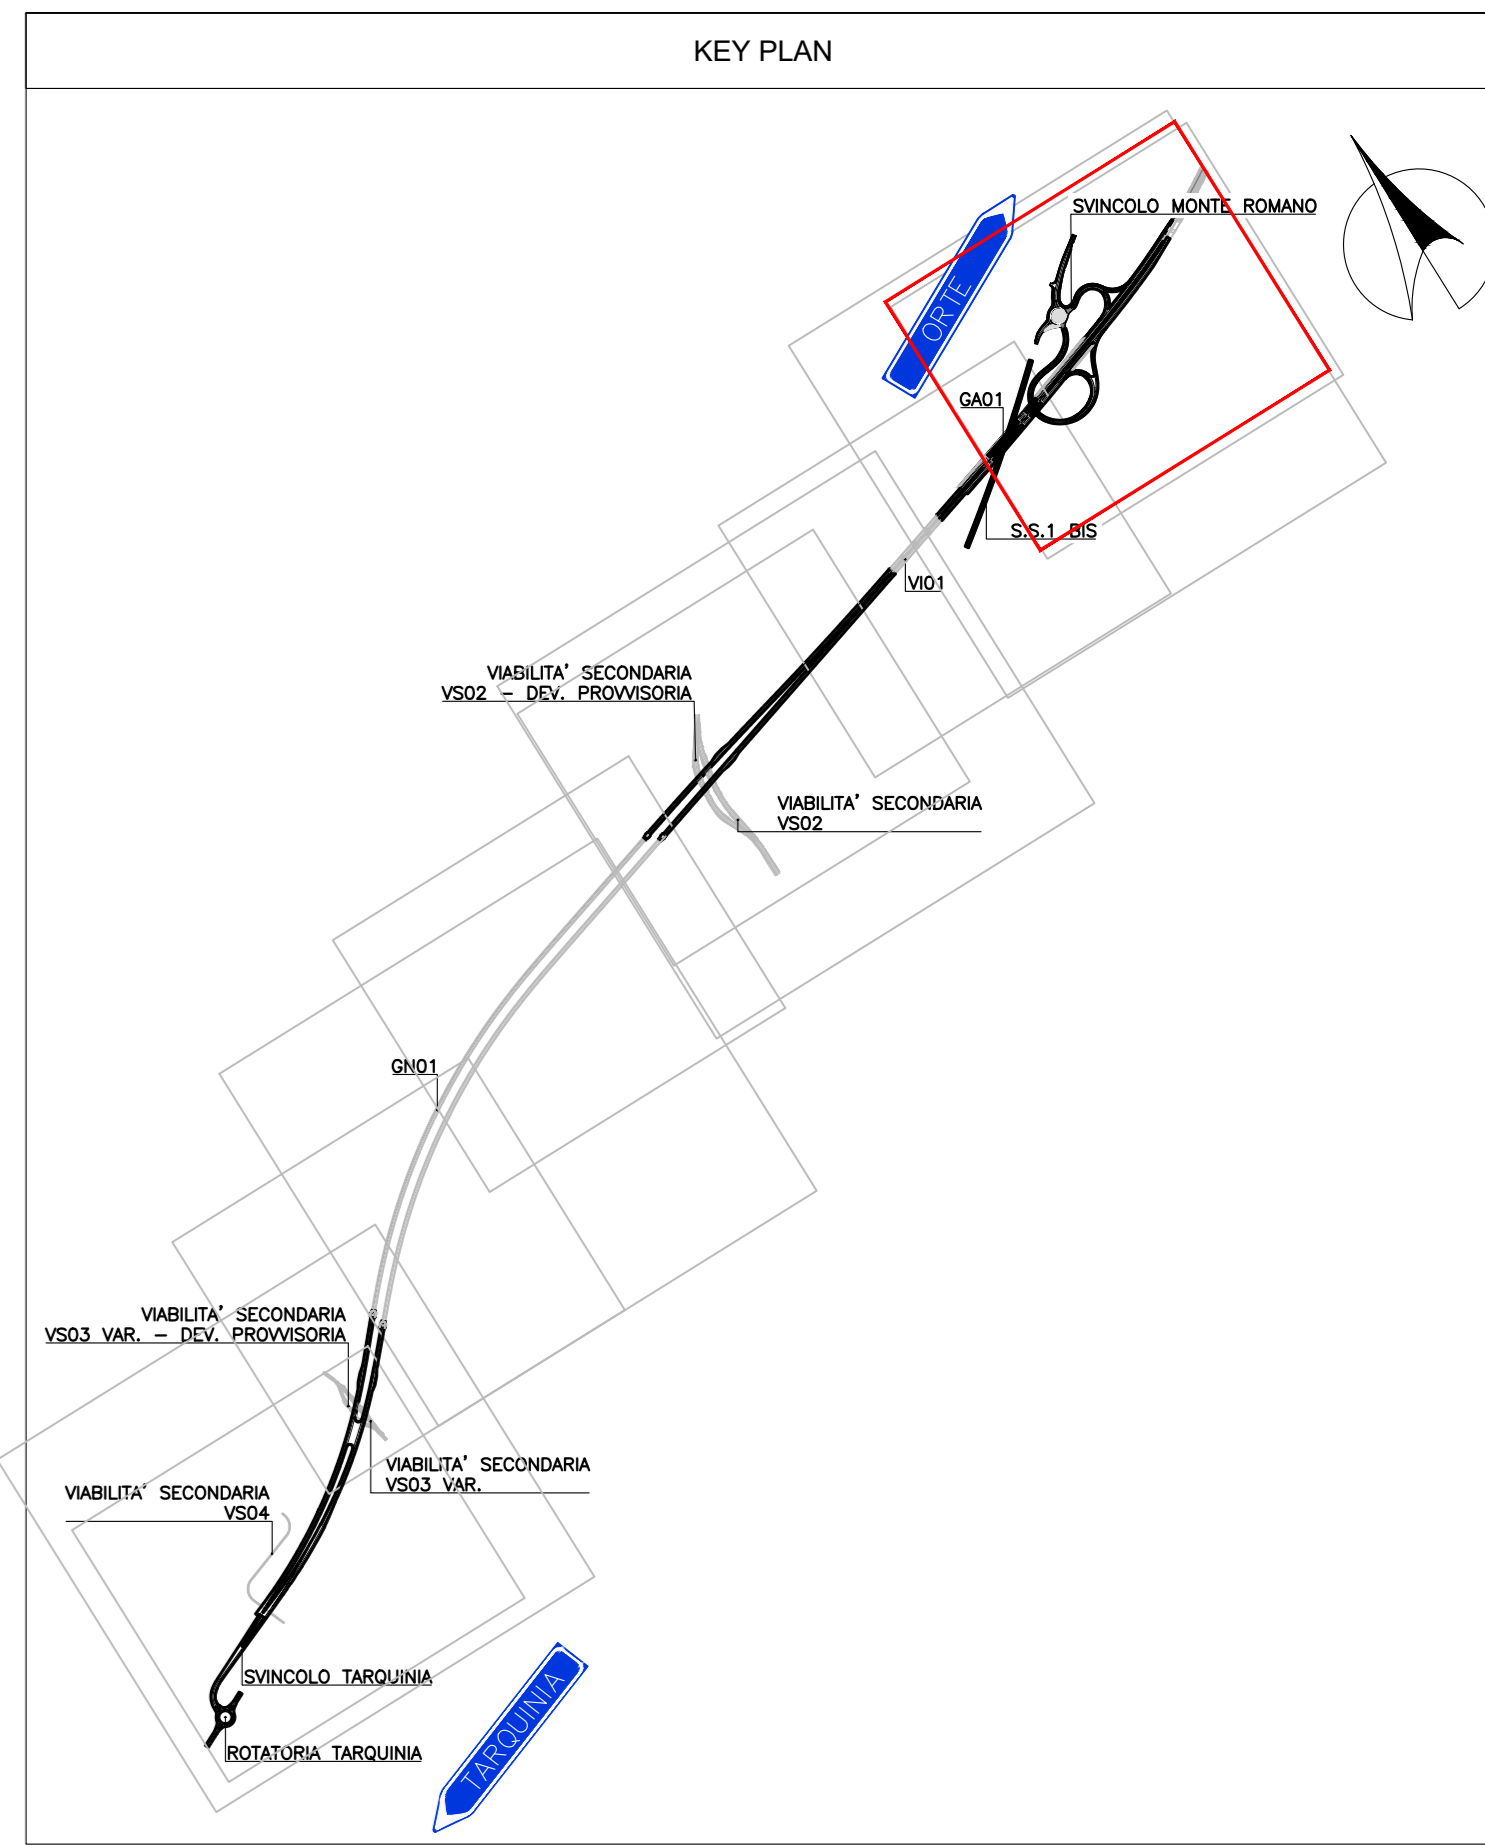 KEY PLAN
SVINCOLO MONTE ROMANO
ORTE
GA01
S.S.1 BIS
VI01
VIABILITA' SECONDARIA
VS02 - DEV. PROVVISORIA
VIABILITA' SECONDARIA
VS02
GN01
VIABILITA' SECONDARIA
VS03 VAR. - DEV. PROVVISORIA
VIABILITA' SECONDARIA
VS03 VAR.
VIABILITA' SECONDARIA
VS04
SVINCOLO TARQUINIA
TARQUINIA
ROTATORIA TARQUINIA